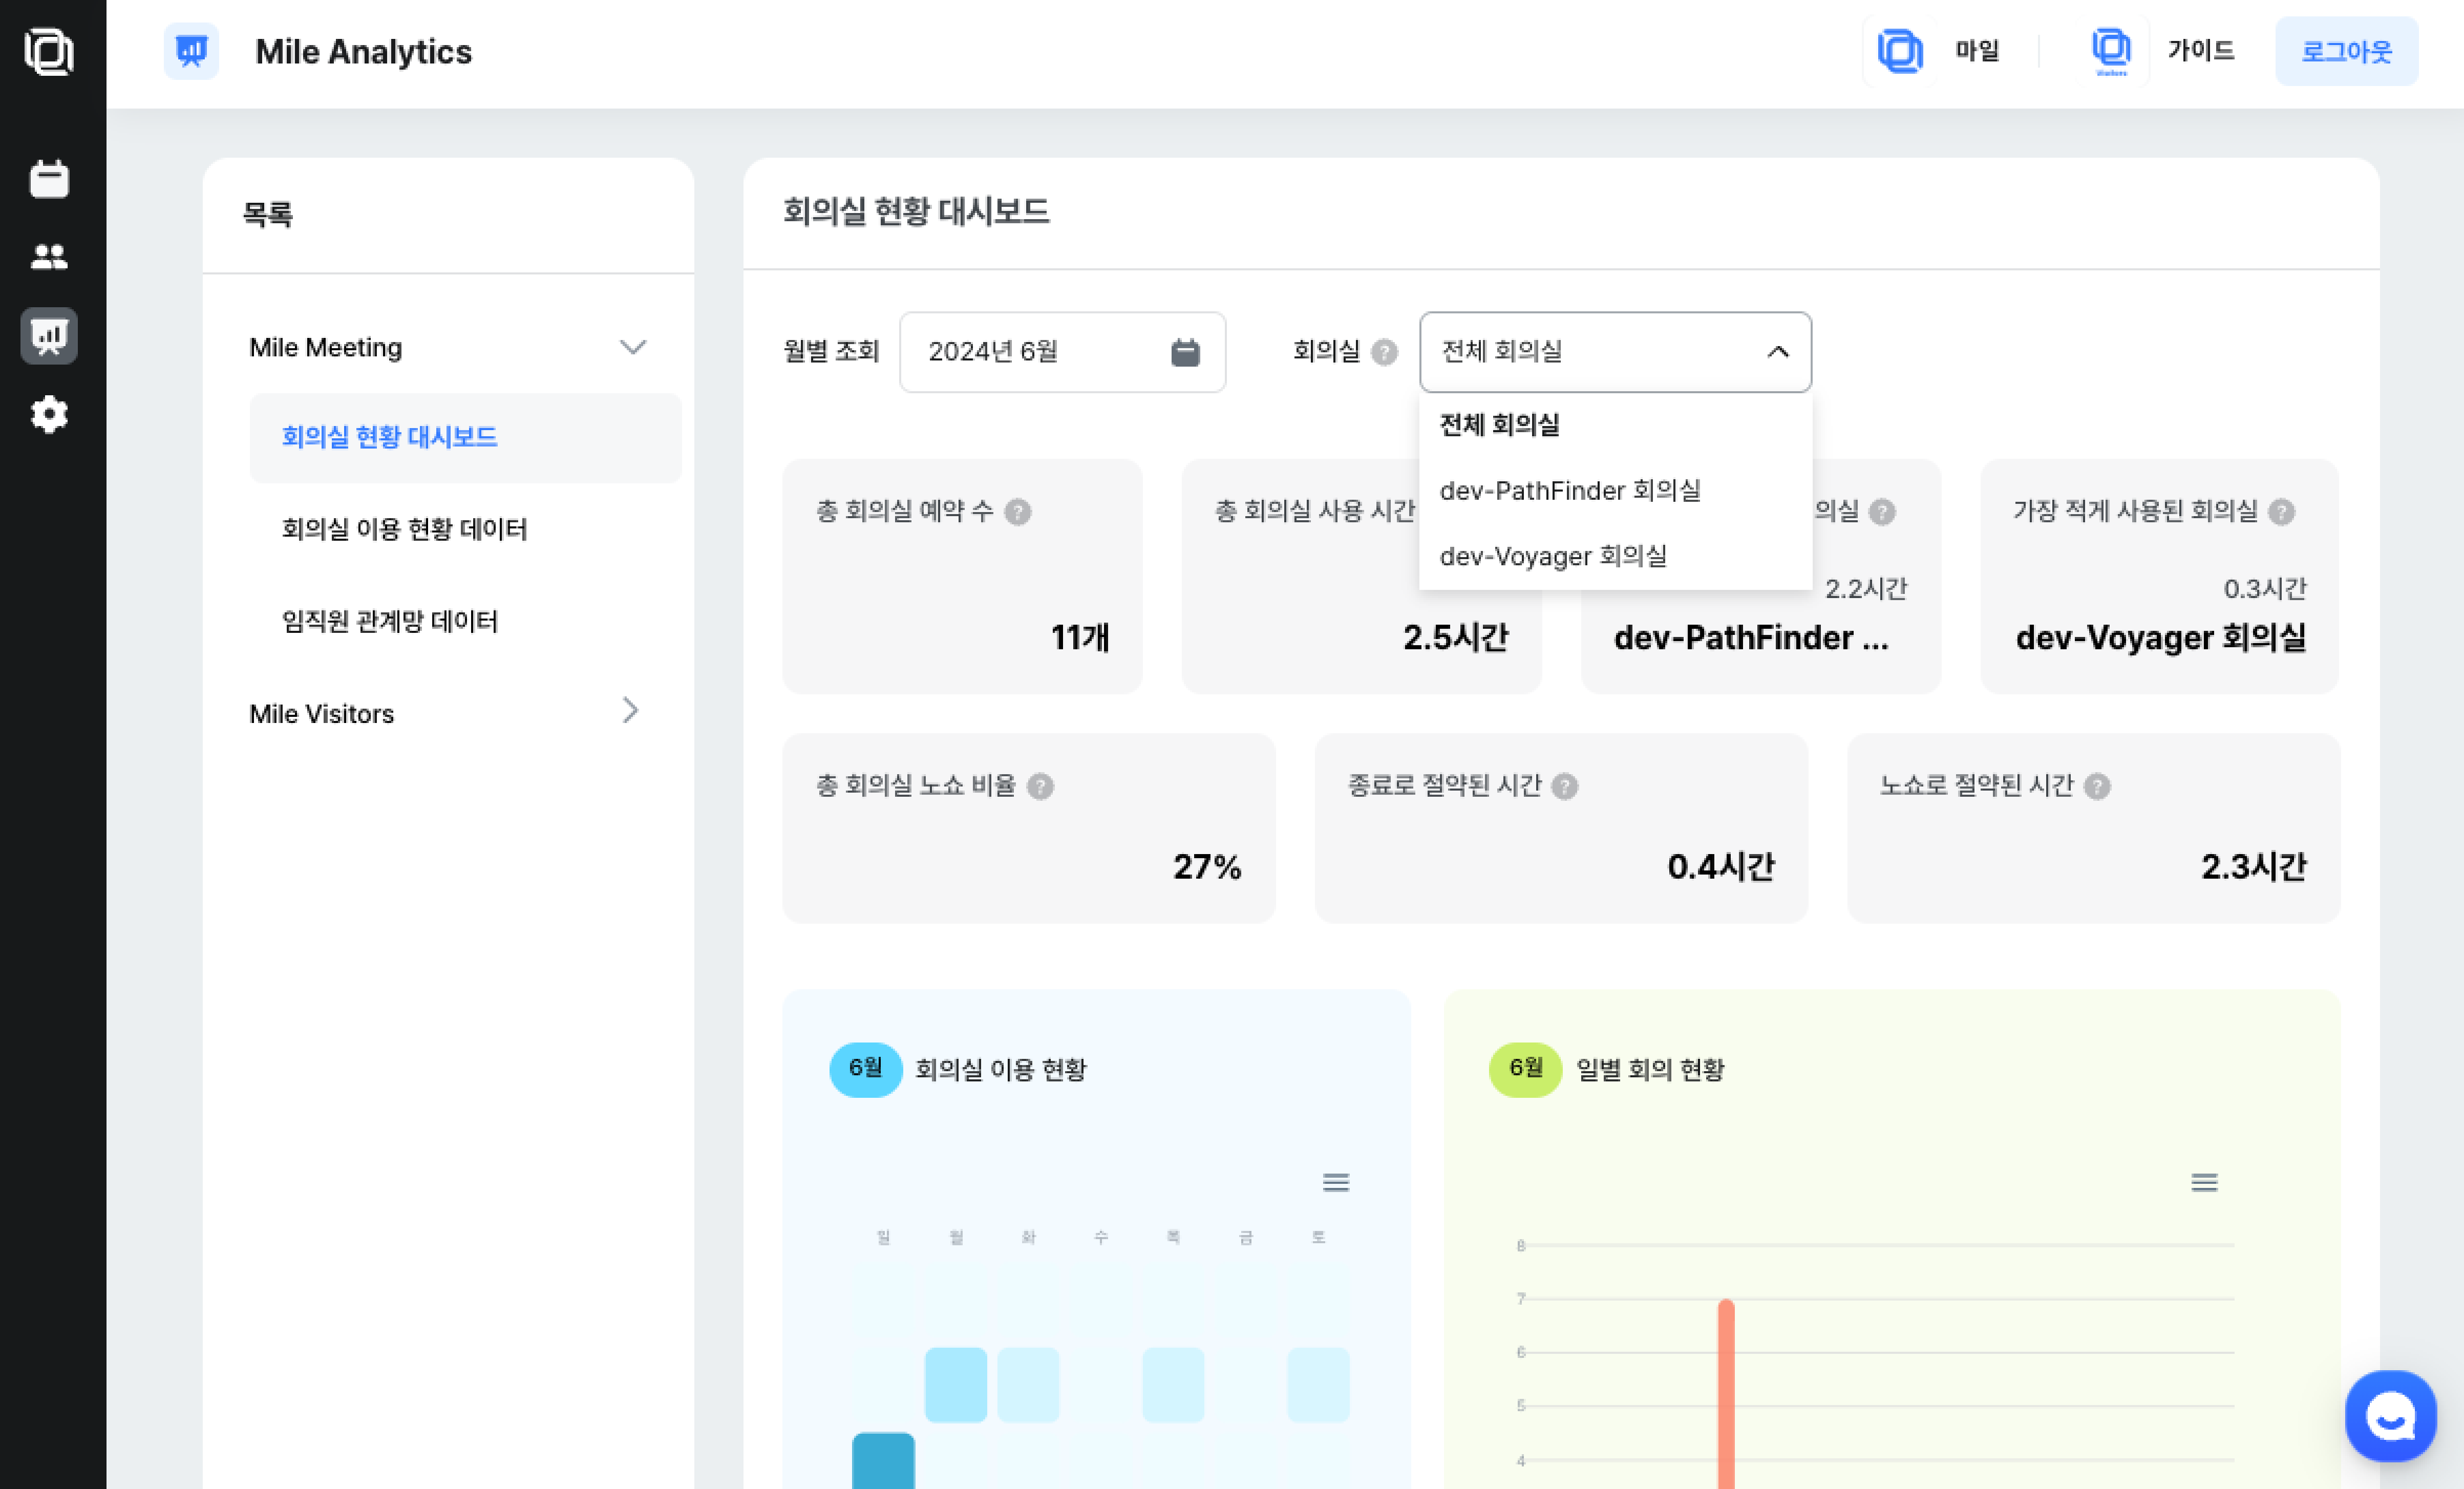 Mile Analytics
마일
Visitors
가이드
로그아웃
목록
Mile Meeting
회의실 현황 대시보드
회의실 이용 현황 데이터
임직원 관계망 데이터
Mile Visitors
회의실 현황 대시보드
월별 조회
2024년 6월
회의실 ?
전체 회의실
전체 회의실
dev-PathFinder 회의실
dev-Voyager 회의실
총 회의실 예약 수 ?
11개
총 회의실 사용 시간
2.5시간
의실 ?
2.2시간
dev-PathFinder ...
가장 적게 사용된 회의실 ?
0.3시간
dev-Voyager 회의실
총 회의실 노쇼 비율 ?
27%
종료로 절약된 시간 ?
0.4시간
노쇼로 절약된 시간 ?
2.3시간
6월 회의실 이용 현황
일 월 화 수 목 금 토
6월 일별 회의 현황
8
7
6
5
4